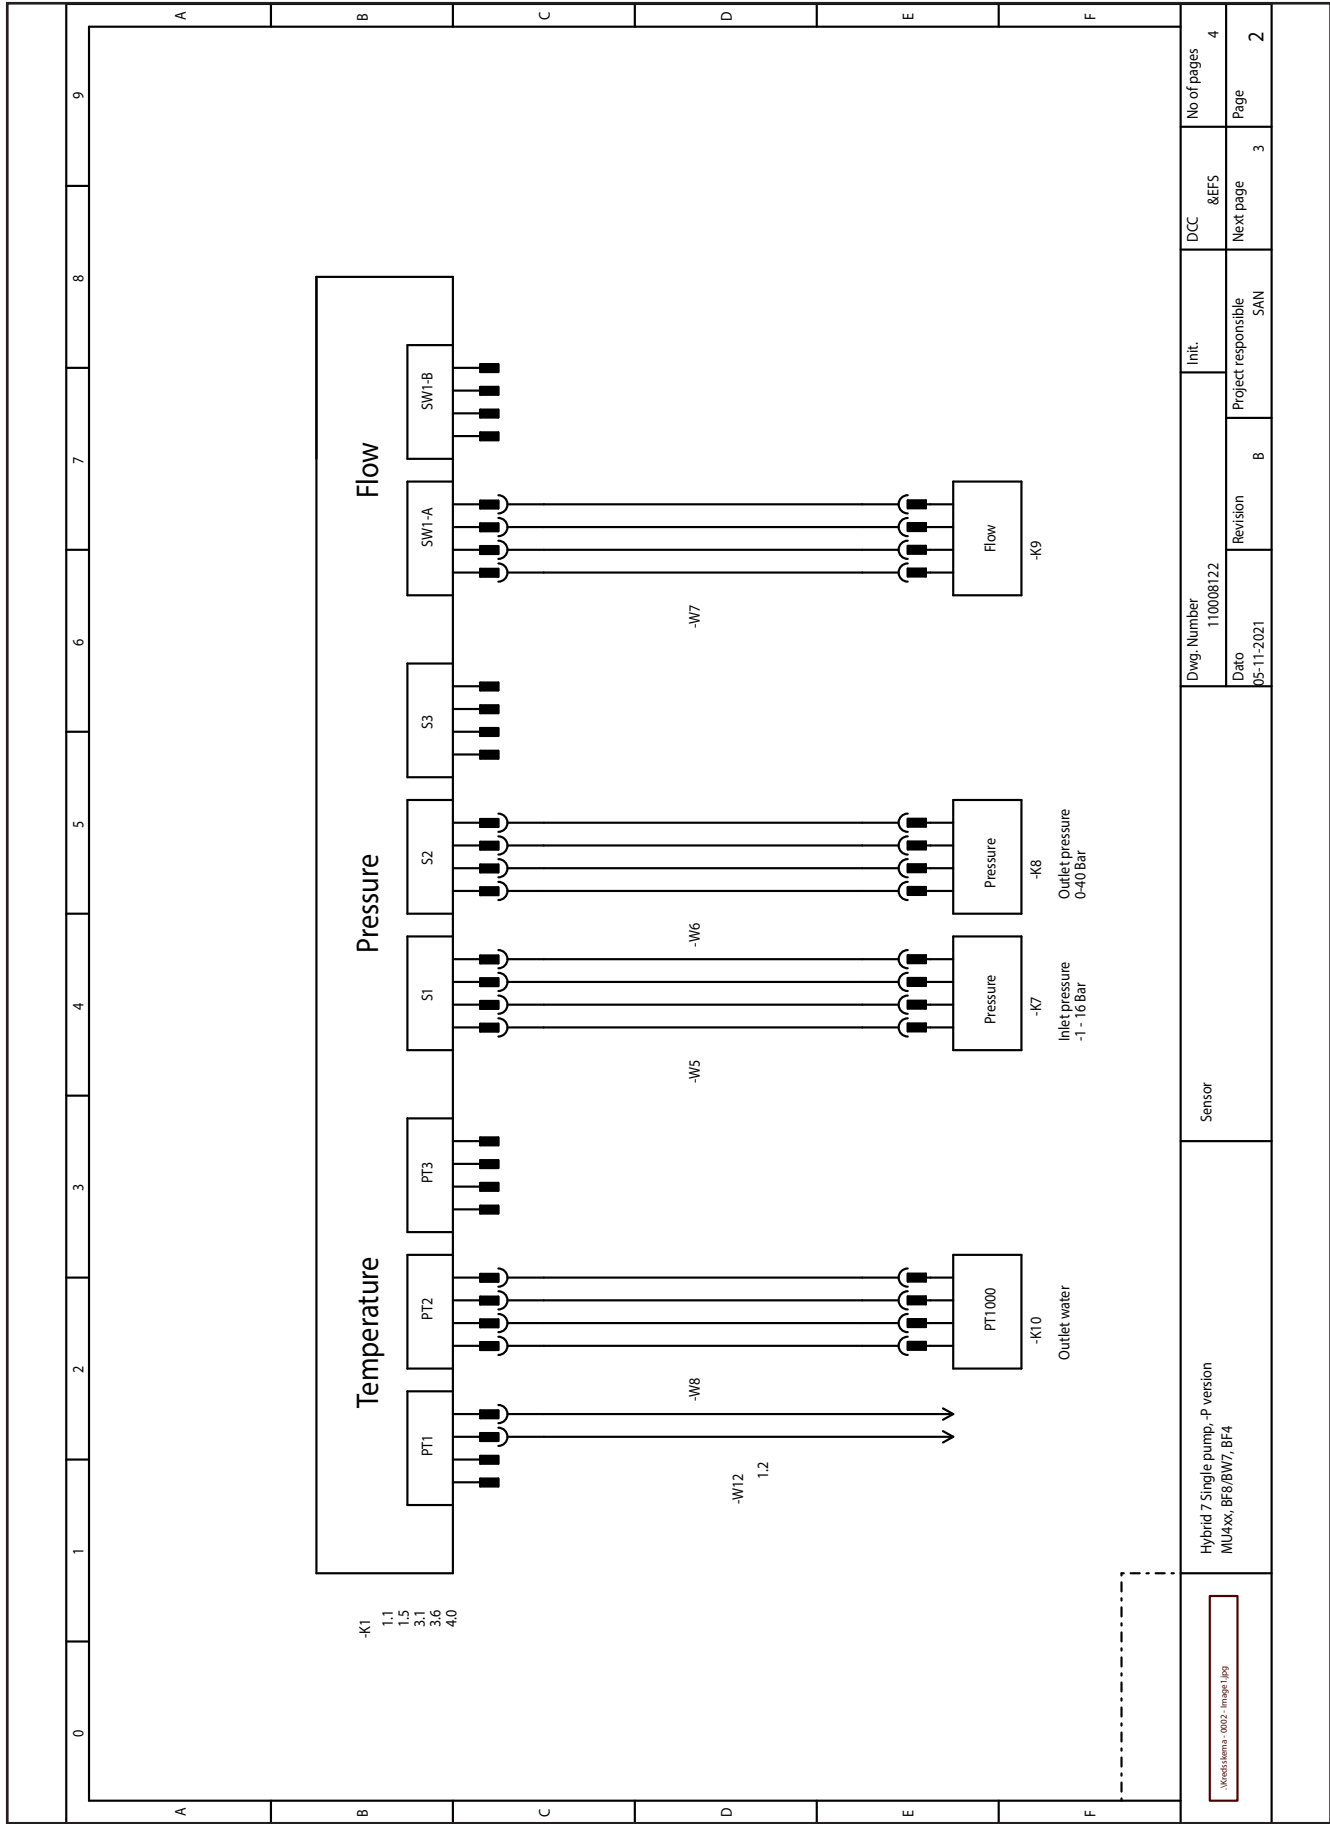 0 1 2 3 4 5 6 7 8 9
A A
B B
C C
D D
E E
F F
-K1
1.1
1.5
3.1
3.6
4.0
Temperature Pressure Flow
PT1 PT2 PT3 S1 S2 S3 SW1-A SW1-B
-W12
1.2
-W8 -W5 -W6 -W7
PT1000 Pressure Pressure Flow
-K10 -K7 -K8 -K9
Outlet water
Inlet pressure
-1 - 16 Bar
Outlet pressure
0-40 Bar
.\Kredsskema - 0002 - Image1.jpg
Hybrid 7 Single pump, -P version
MU4xx, BF8/BW7, BF4
Sensor
Dwg. Number
110008122
Init.
DCC
&EFS
No of pages
4
Dato
05-11-2021
Revision
B
Project responsible
SAN
Next page
3
Page
2